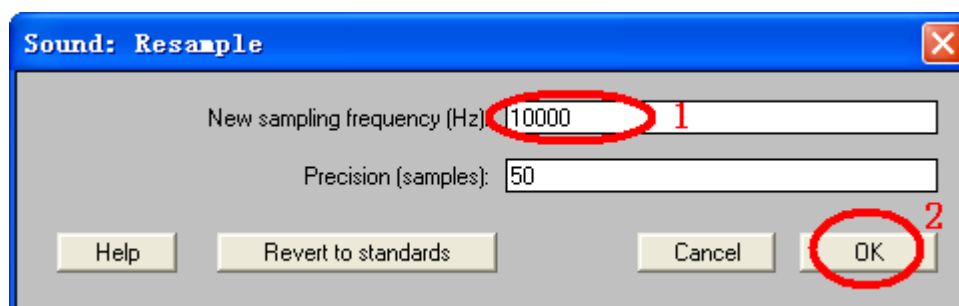 Sound: Resample
New sampling frequency (Hz): 10000 1
Precision (samples): 50
2
Help Revert to standards Cancel OK